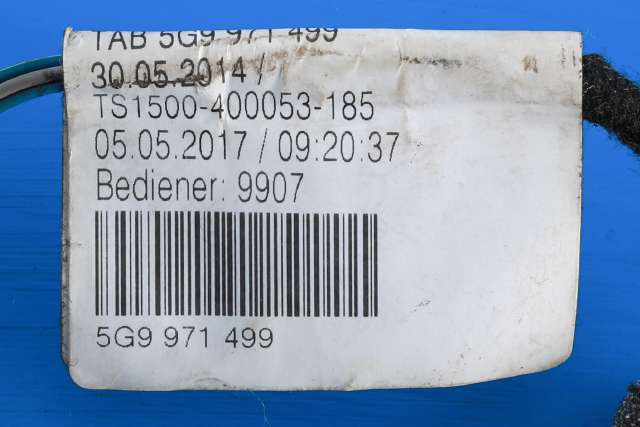 TAB 5G9 971 499
30.05.2014 /
TS1500-400053-185
05.05.2017 / 09:20:37
Bediener: 9907
5G9 971 499